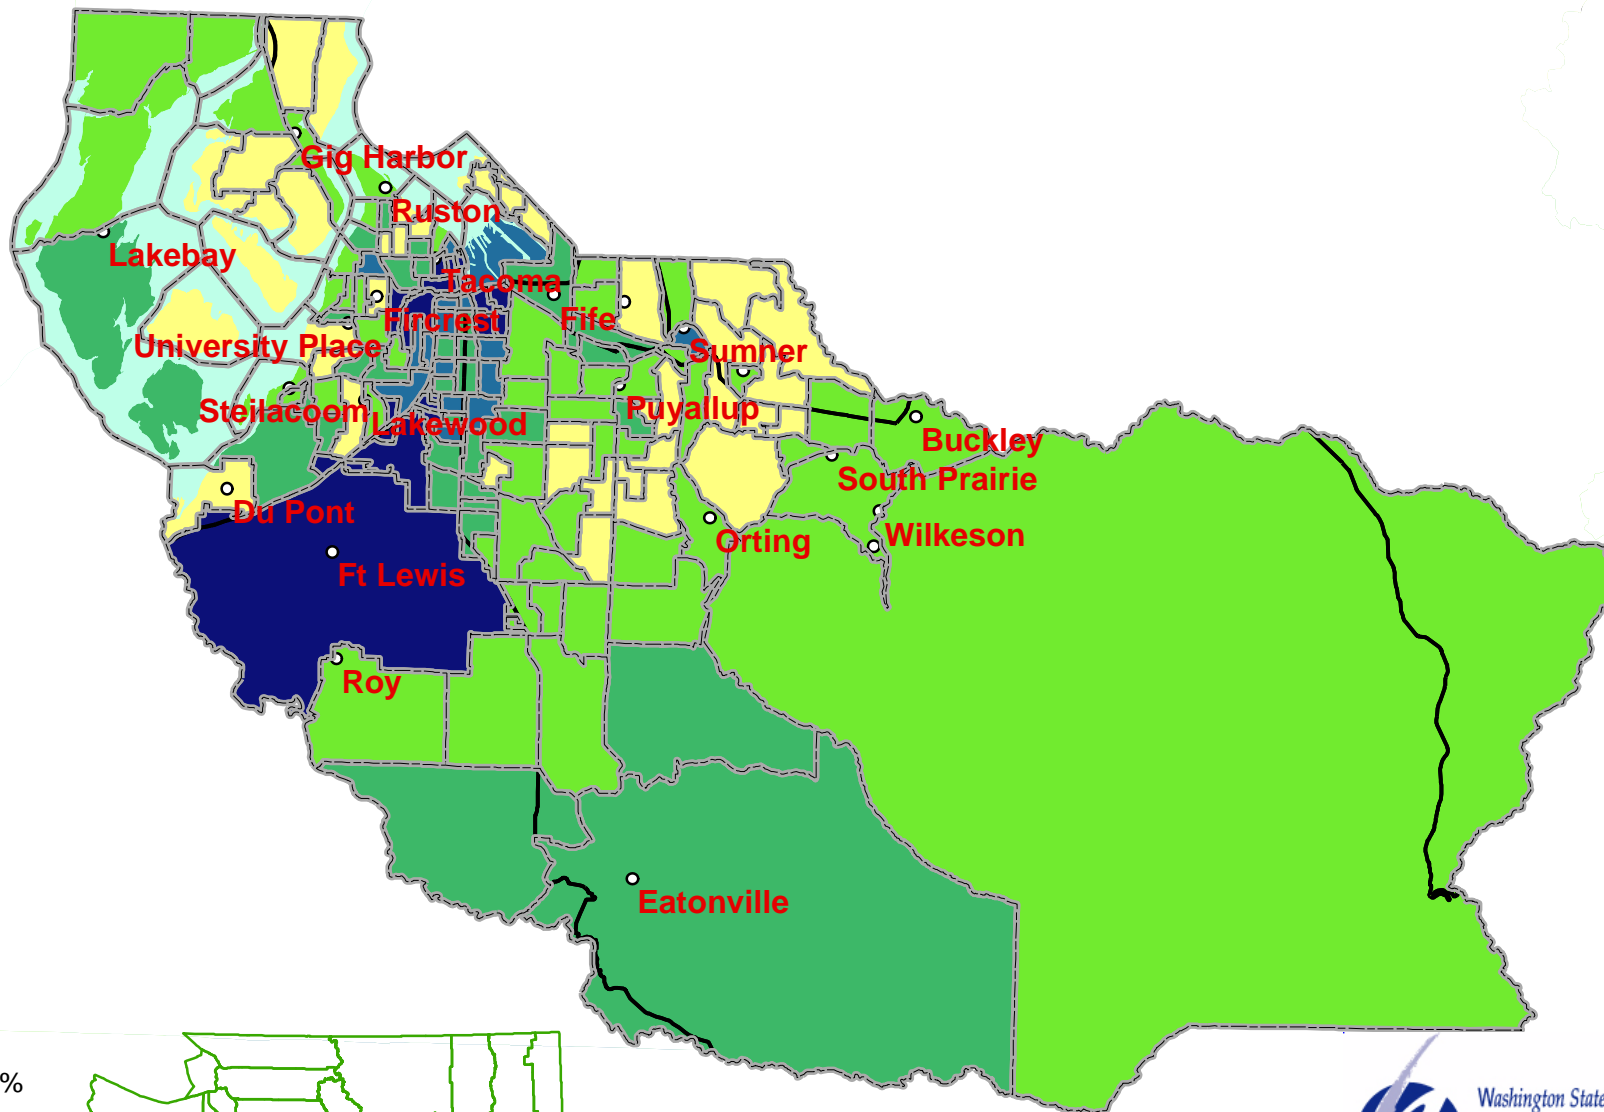 Gig Harbor
Ruston
Lakebay
Tacoma
Fircrest
Fife
University Place
Sumner
Steilacoom
Lakewood
Puyallup
Buckley
South Prairie
Du Pont
Orting
Wilkeson
Ft Lewis
Roy
Eatonville
%
Washington State